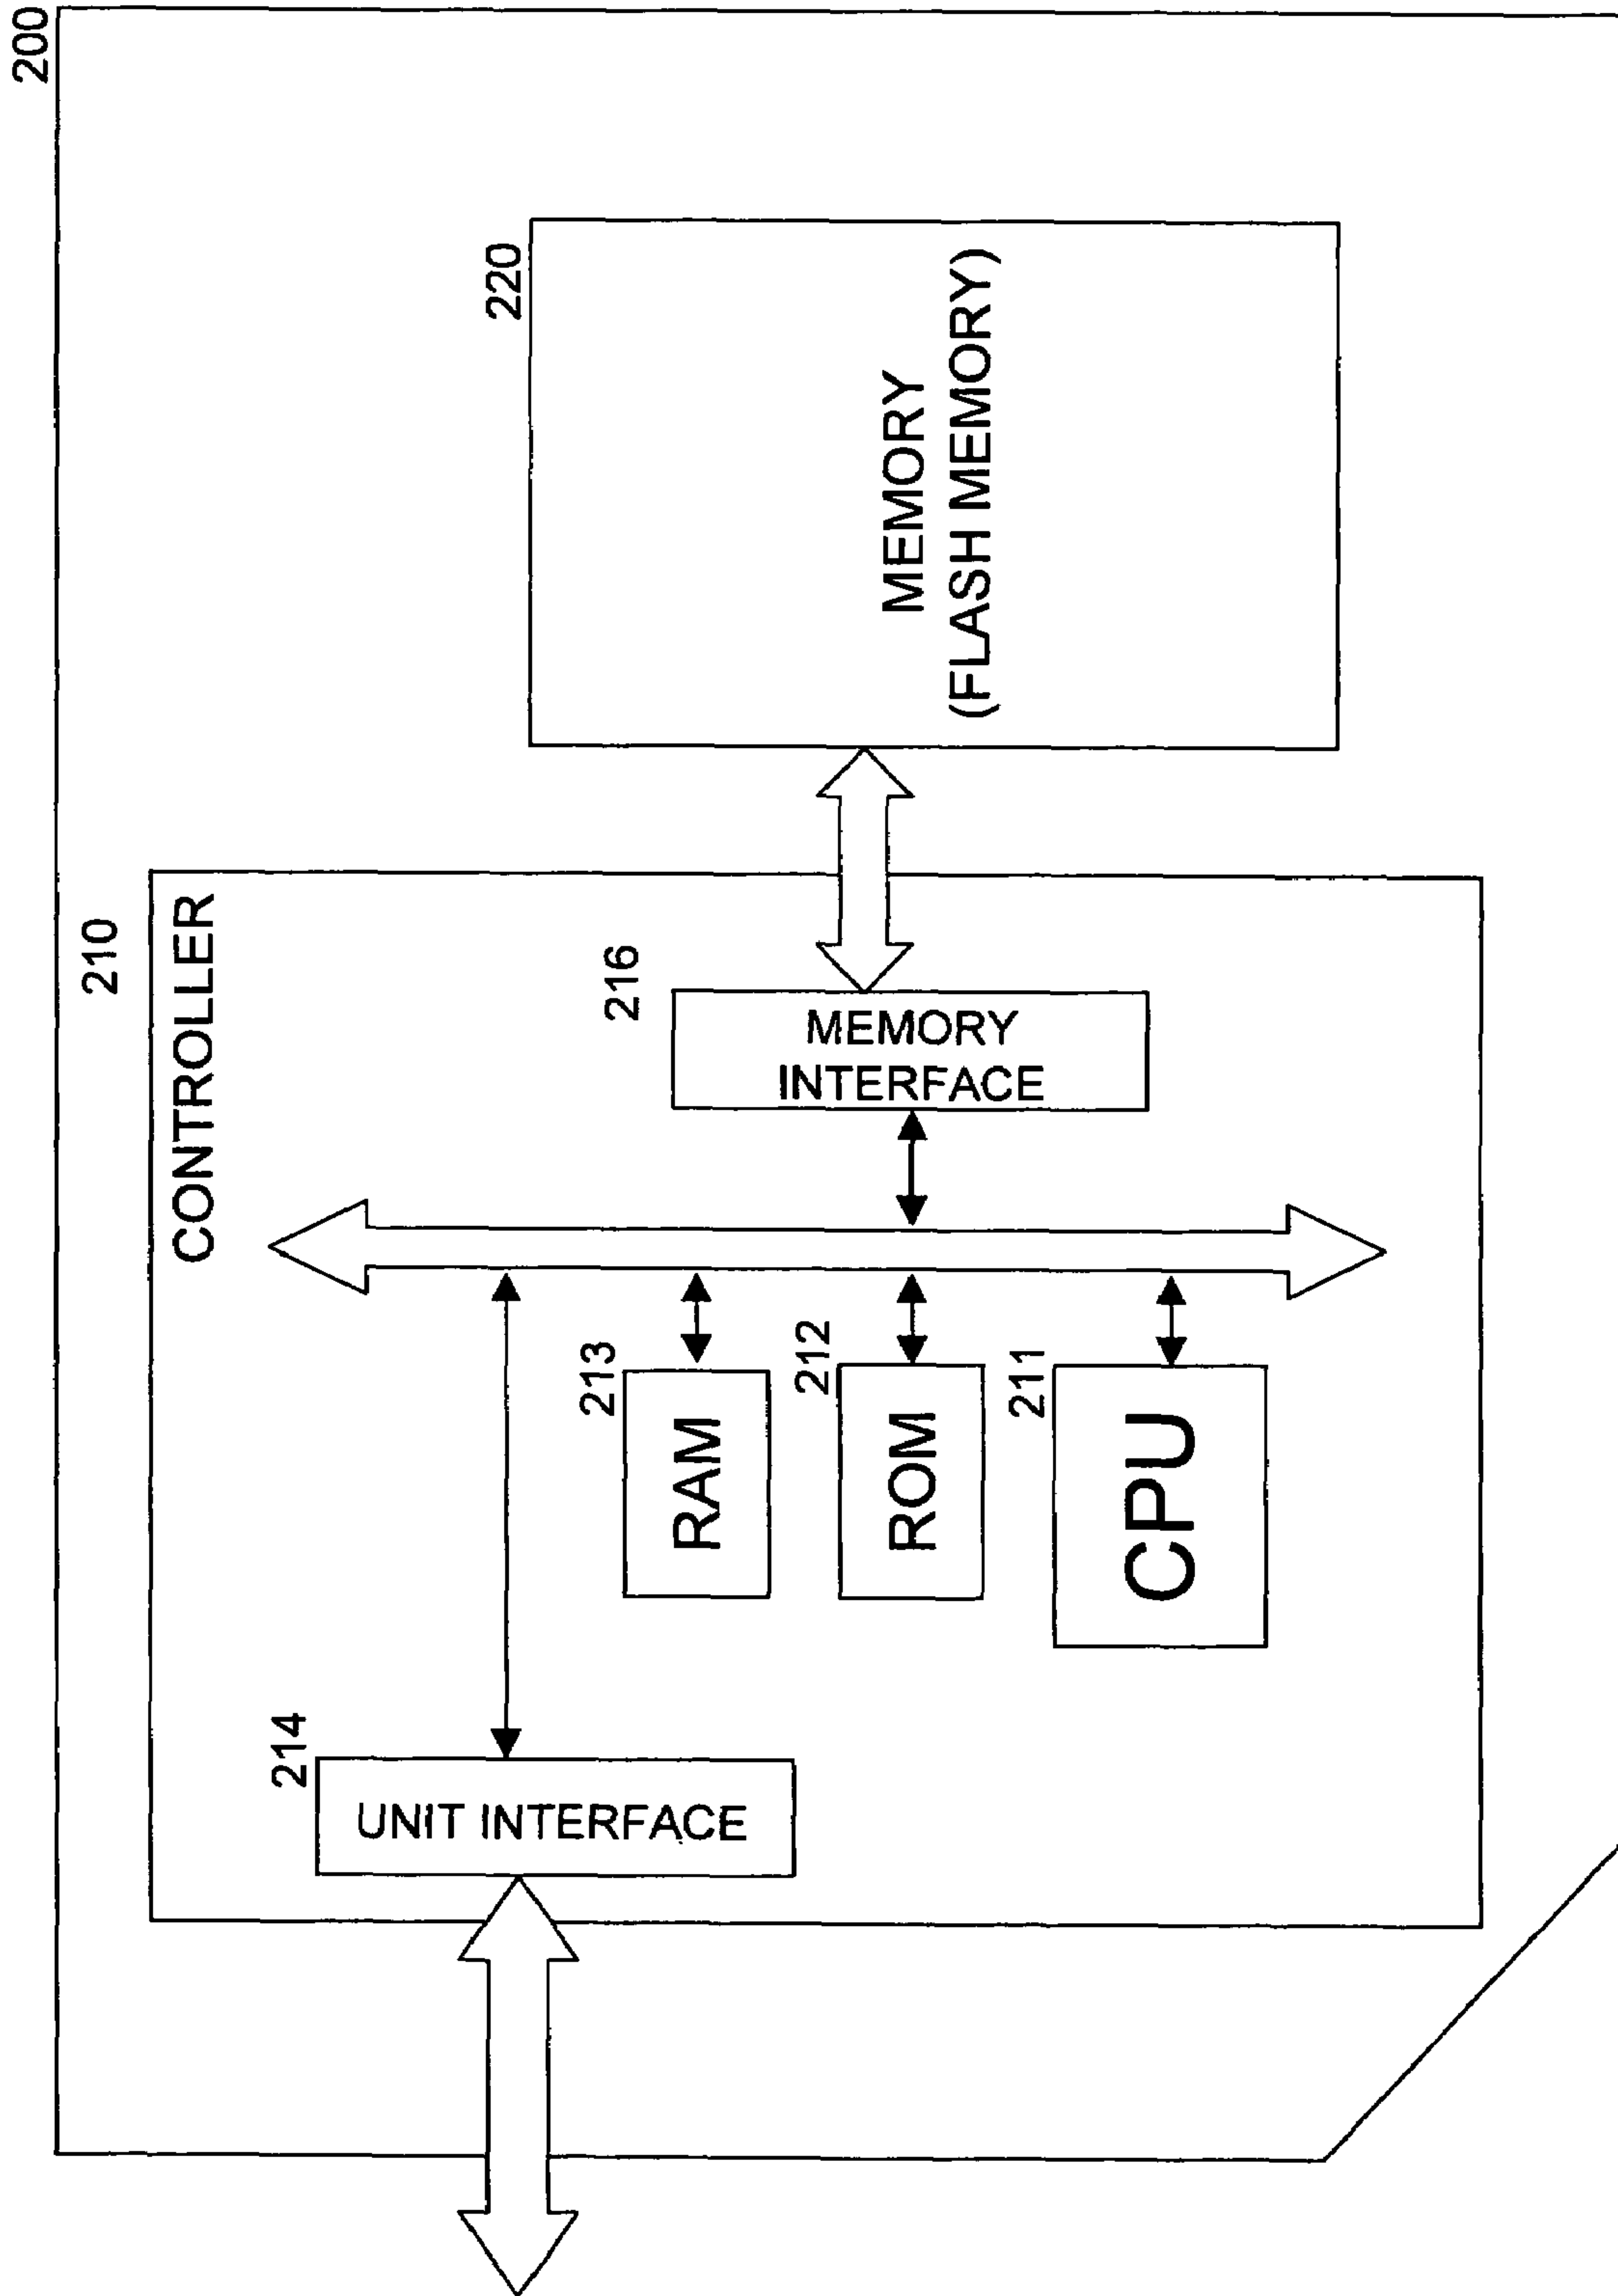 200
210
CONTROLLER
214
UNIT INTERFACE
213
RAM
212
ROM
211
CPU
216
MEMORY
INTERFACE
220
MEMORY
(FLASH MEMORY)